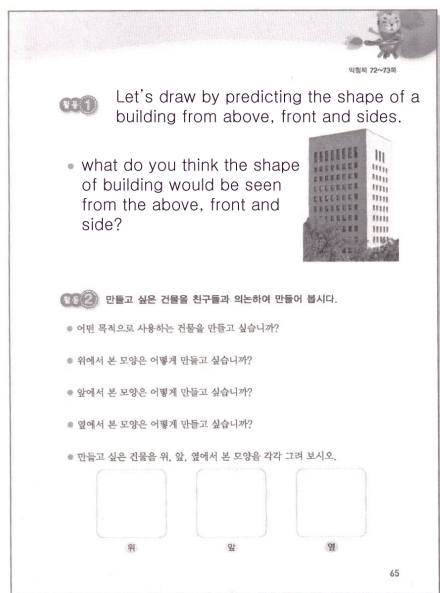 익힘책 72~73쪽
활동 1 Let's draw by predicting the shape of a
building from above, front and sides.
what do you think the shape
of building would be seen
from the above, front and
side?
활동 2 만들고 싶은 건물을 친구들과 의논하여 만들어 봅시다.
어떤 목적으로 사용하는 건물을 만들고 싶습니까?
위에서 본 모양은 어떻게 만들고 싶습니까?
앞에서 본 모양은 어떻게 만들고 싶습니까?
옆에서 본 모양은 어떻게 만들고 싶습니까?
만들고 싶은 건물을 위, 앞, 옆에서 본 모양을 각각 그려 보시오.
위 앞 옆
65